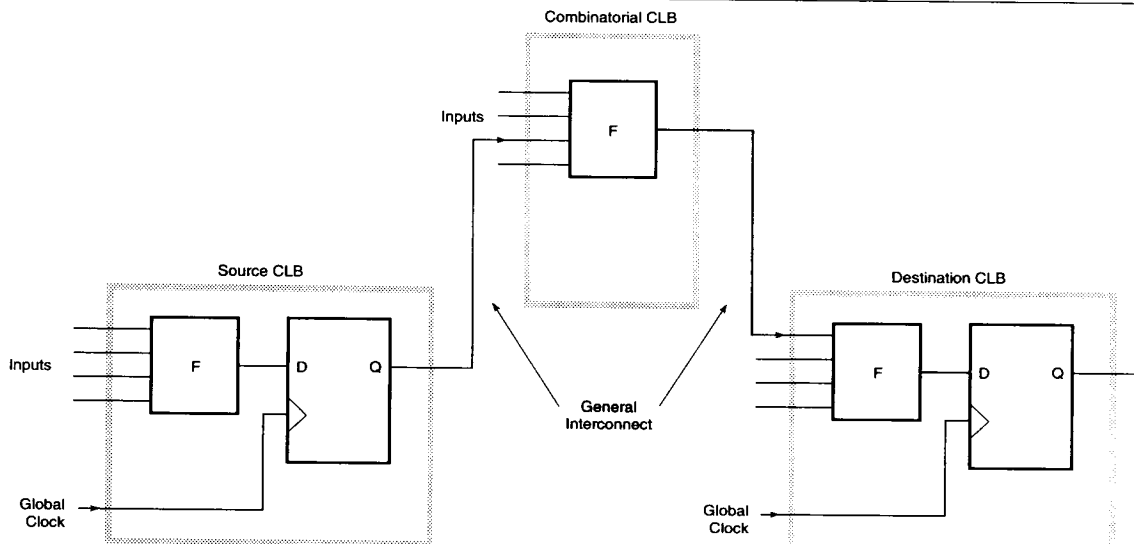 Combinatorial CLB
Inputs
F
Source CLB
Inputs
F
D
Q
Global
Clock
General
Interconnect
Destination CLB
F
D
Q
Global
Clock